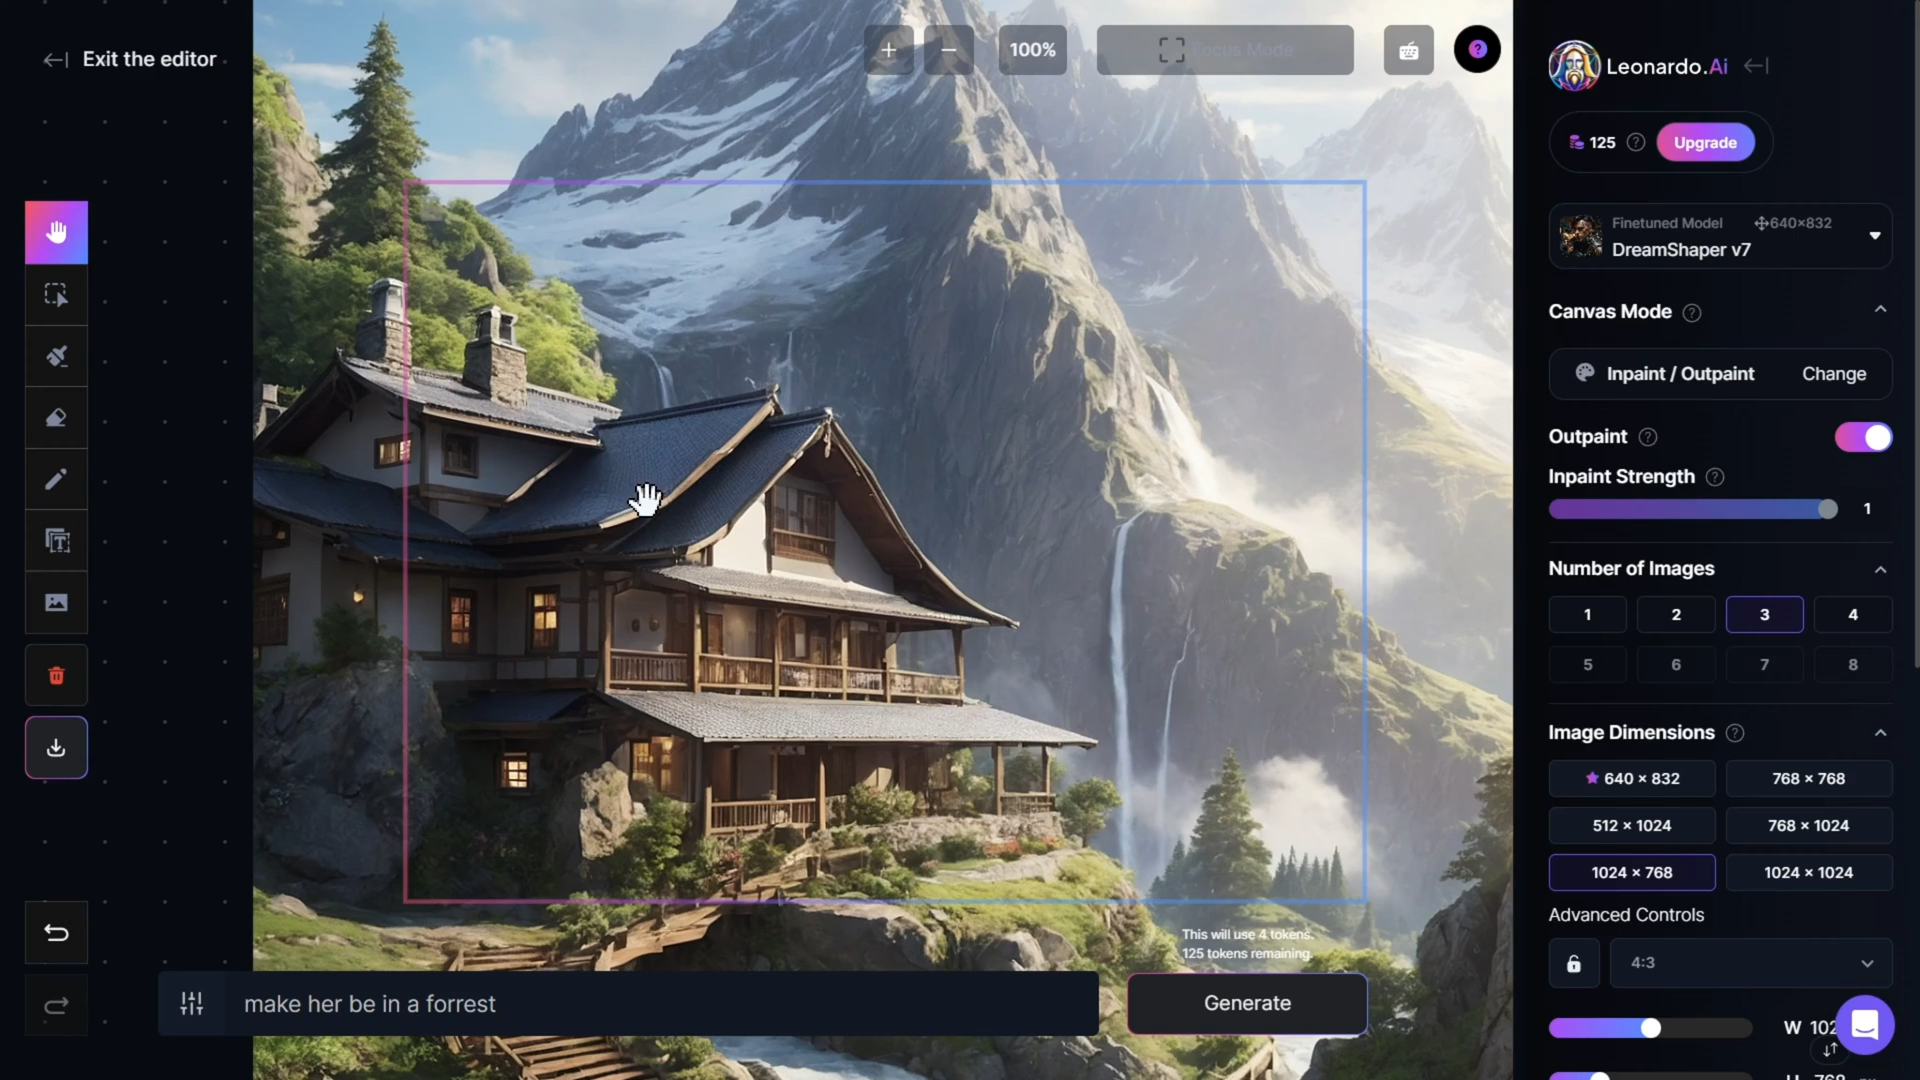 Exit the editor
100%
Focus Mode
Leonardo.Ai
125
Upgrade
Finetuned Model
640×832
DreamShaper v7
Canvas Mode
Inpaint / Outpaint
Change
Outpaint
Inpaint Strength
1
Number of Images
1
2
3
4
5
6
7
8
Image Dimensions
640 × 832
768 × 768
512 × 1024
768 × 1024
1024 × 768
1024 × 1024
Advanced Controls
4:3
This will use 4 tokens.
125 tokens remaining.
make her be in a forrest
Generate
W 102